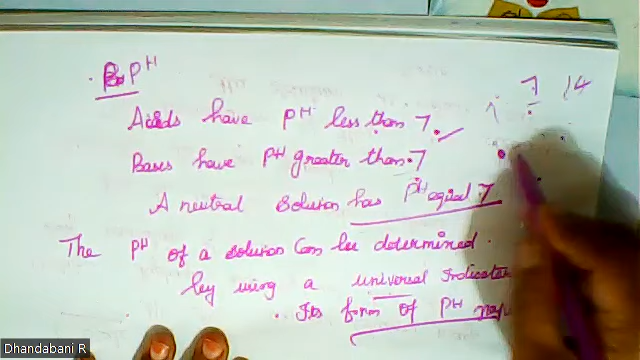 PH
Acids have PH less than 7.
7 14
Bases have PH greater than 7
A neutral solution has PH equal 7
The PH of a solution can be determined.
by using a universal Indicator
Its form of PH
Dhandabani R